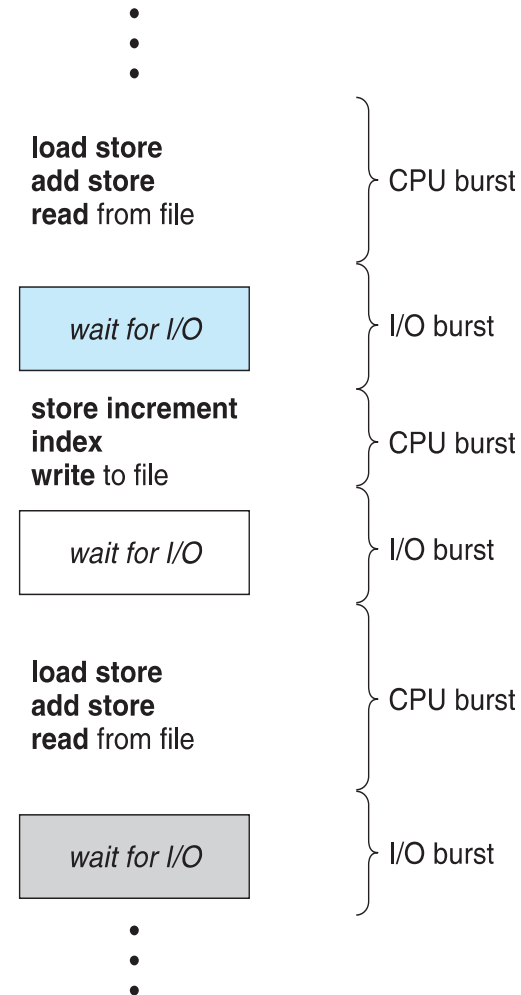 load store
add store
read from file
CPU burst
wait for I/O
I/O burst
store increment
index
write to file
CPU burst
wait for I/O
I/O burst
load store
add store
read from file
CPU burst
wait for I/O
I/O burst